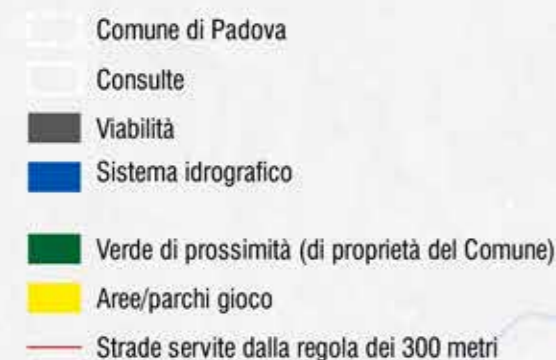 Comune di Padova
Consulte
Viabilità
Sistema idrografico
Verde di prossimità (di proprietà del Comune)
Aree/parchi gioco
Strade servite dalla regola dei 300 metri